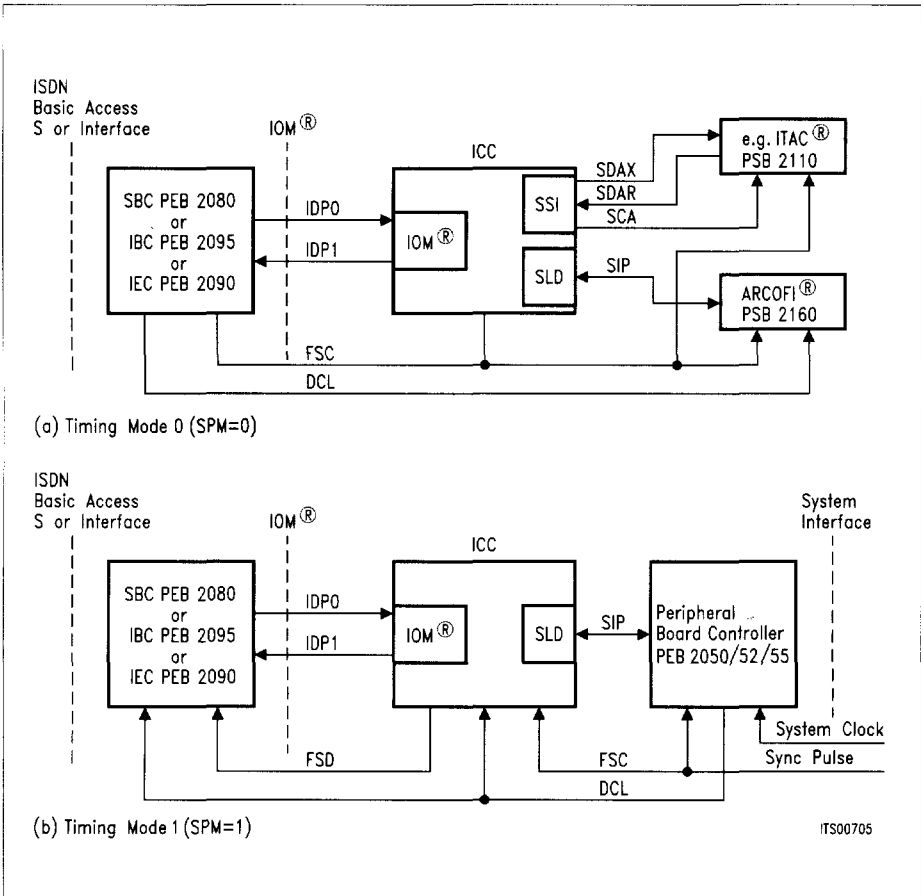 ISDN
Basic Access
S or Interface
IOM®
ICC
SBC PEB 2080
or
IBC PEB 2095
or
IEC PEB 2090
IDP0
IDP1
IOM®
SSI
SLD
SDAX
SDAR
SCA
SIP
e.g. ITAC®
PSB 2110
ARCOFI®
PSB 2160
FSC
DCL
(a) Timing Mode 0 (SPM=0)
ISDN
Basic Access
S or Interface
IOM®
ICC
System
Interface
SBC PEB 2080
or
IBC PEB 2095
or
IEC PEB 2090
IDP0
IDP1
IOM®
SLD
SIP
Peripheral
Board Controller
PEB 2050/52/55
System Clock
FSD
FSC
Sync Pulse
DCL
(b) Timing Mode 1 (SPM=1)
ITS00705